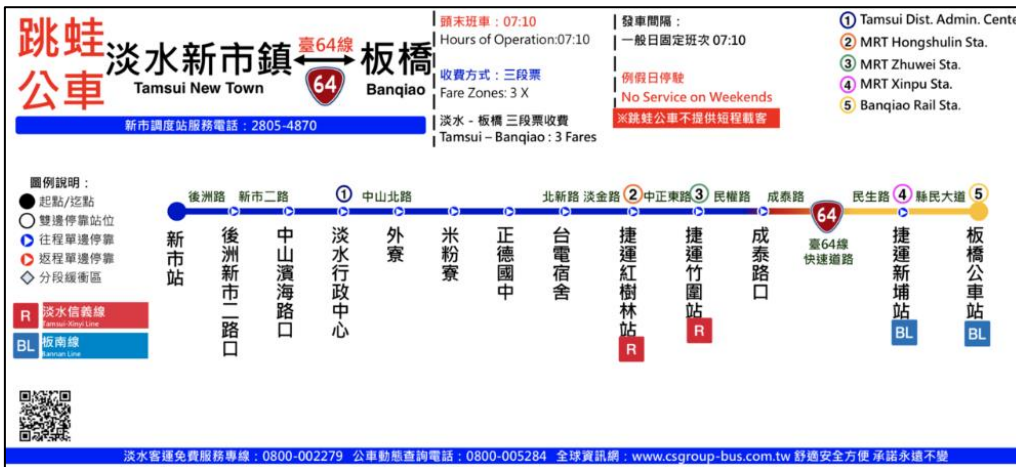 跳蛙公車
淡水新市鎮
Tamsui New Town
臺64線
64
板橋
Banqiao
新市調度站服務電話：2805-4870
頭末班車：07:10
Hours of Operation:07:10
收費方式：三段票
Fare Zones: 3 X
淡水 - 板橋 三段票收費
Tamsui – Banqiao : 3 Fares
發車間隔：
一般日固定班次 07:10
例假日停駛
No Service on Weekends
※跳蛙公車不提供短程載客
1 Tamsui Dist. Admin. Cente
2 MRT Hongshulin Sta.
3 MRT Zhuwei Sta.
4 MRT Xinpu Sta.
5 Banqiao Rail Sta.
圖例說明：
起點/迄點
雙邊停靠站位
往程單邊停靠
返程單邊停靠
分段緩衝區
R 淡水信義線
Tamsui-Xinyi Line
BL 板南線
Bannan Line
後洲路 新市二路 1 中山北路 北新路 淡金路 2 中正東路 3 民權路 成泰路 民生路 4 縣民大道 5
64
臺64線
快速道路
新市站
後洲新市二路口
中山濱海路口
淡水行政中心
外寮
米粉寮
正德國中
台電宿舍
捷運紅樹林站
R
捷運竹圍站
R
成泰路口
捷運新埔站
BL
板橋公車站
BL
淡水客運免費服務專線：0800-002279 公車動態查詢電話：0800-005284 全球資訊網：www.csgroup-bus.com.tw 舒適安全方便 承諾永遠不變